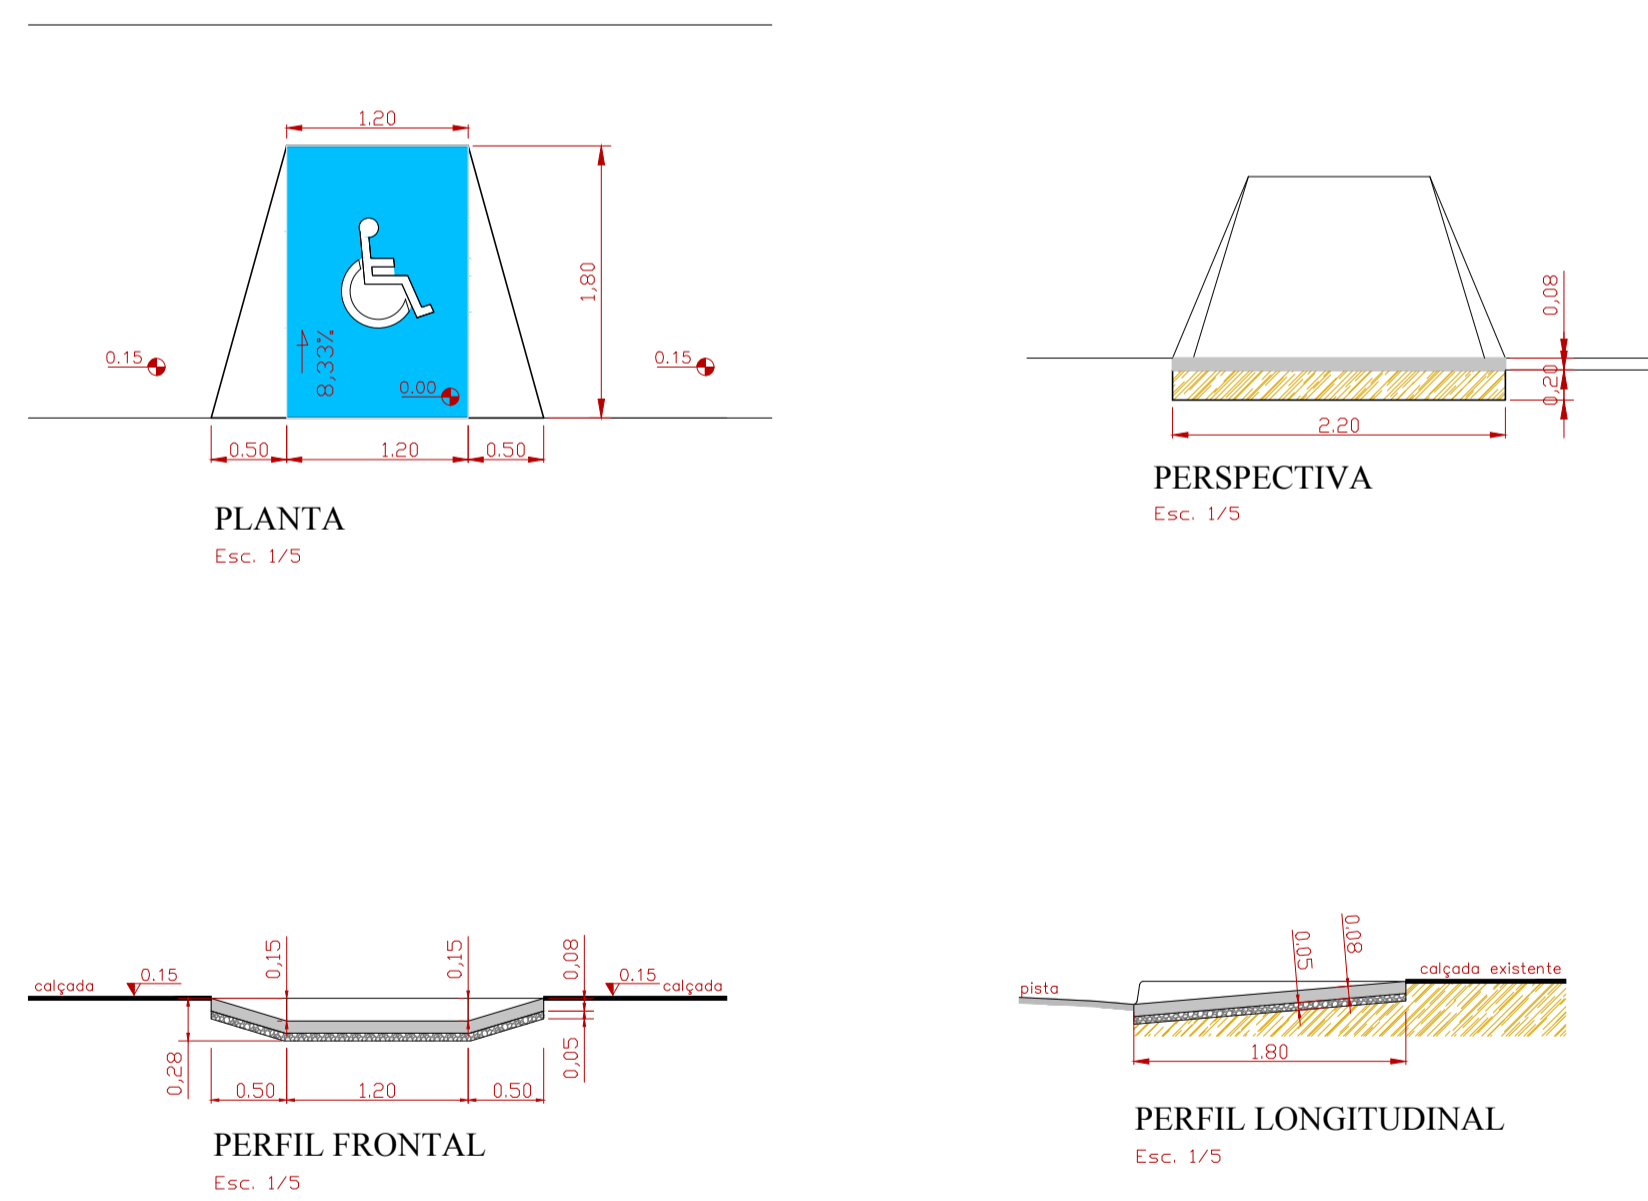 1.20
1,80
8,33%
0.15
0.00
0.15
0.50
1.20
0.50
PLANTA
Esc. 1/5
0,08
0,20
2.20
PERSPECTIVA
Esc. 1/5
calçada
0.15
0,15
0,15
0,08
0.15
calçada
0,28
0,05
0.50
1.20
0.50
PERFIL FRONTAL
Esc. 1/5
pista
0.05
0.08
calçada existente
1.80
PERFIL LONGITUDINAL
Esc. 1/5